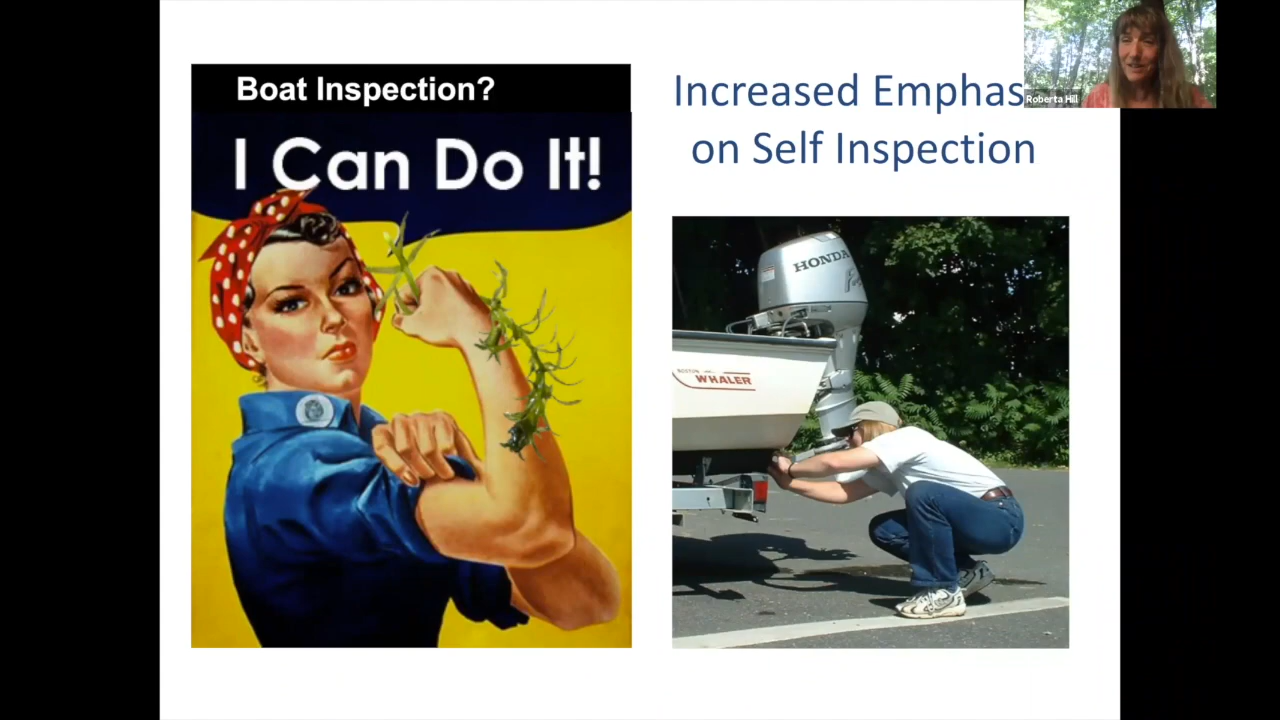 Boat Inspection?
I Can Do It!
Increased Emphas
on Self Inspection
Roberta Hill
HONDA
BOSTON
WHALER